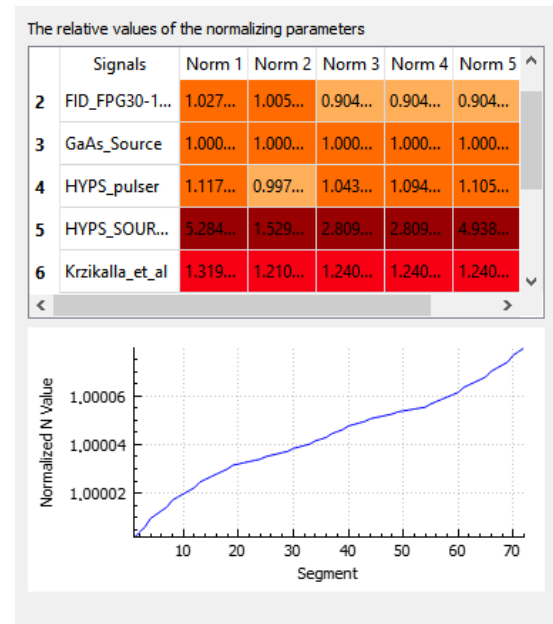 The relative values of the normalizing parameters
Signals Norm 1 Norm 2 Norm 3 Norm 4 Norm 5
2 FID_FPG30-1... 1.027... 1.005... 0.904... 0.904... 0.904...
3 GaAs_Source 1.000... 1.000... 1.000... 1.000... 1.000...
4 HYPS_pulser 1.117... 0.997... 1.043... 1.094... 1.105...
5 HYPS_SOUR... 5.284... 1.529... 2.809... 2.809... 4.938...
6 Krzikalla_et_al 1.319... 1.210... 1.240... 1.240... 1.240...
Normalized N Value
1,00006
1,00004
1,00002
10 20 30 40 50 60 70
Segment